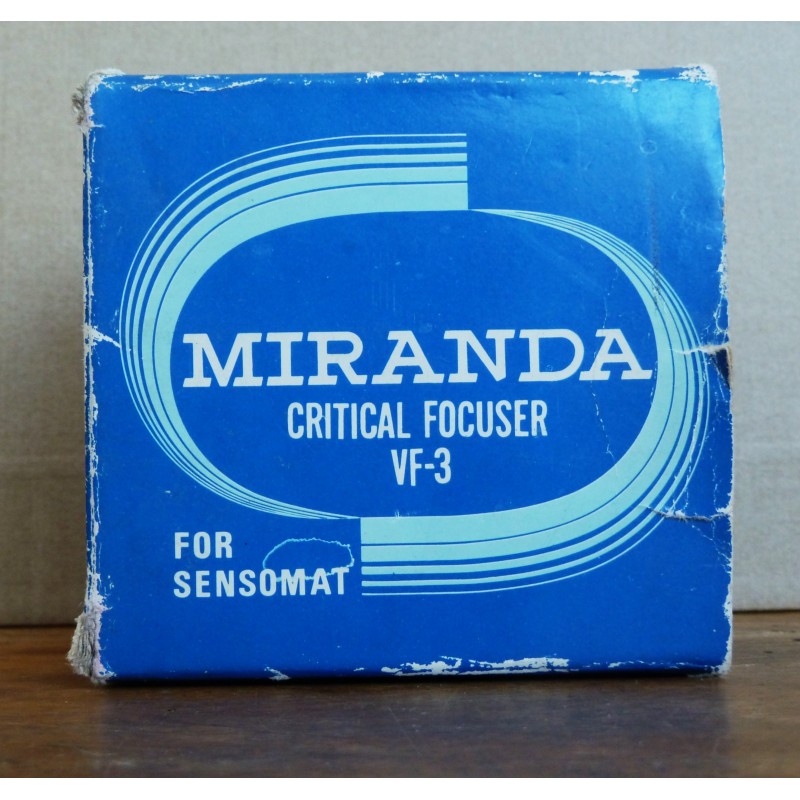 MIRANDA
CRITICAL FOCUSER
VF-3
FOR
SENSOMAT